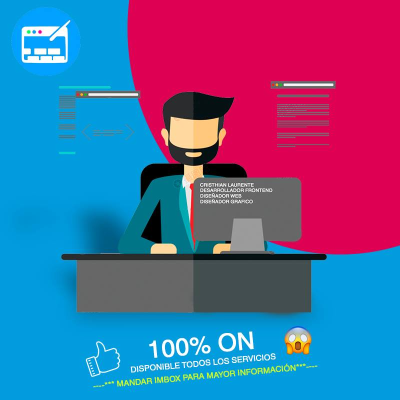 CRISTHIAN LAURENTE
DESARROLLADOR FRONTEND
DISEÑADOR WEB
DISEÑADOR GRAFICO
100% ON
DISPONIBLE TODOS LOS SERVICIOS
----*** MANDAR IMBOX PARA MAYOR INFORMACIÓN***----